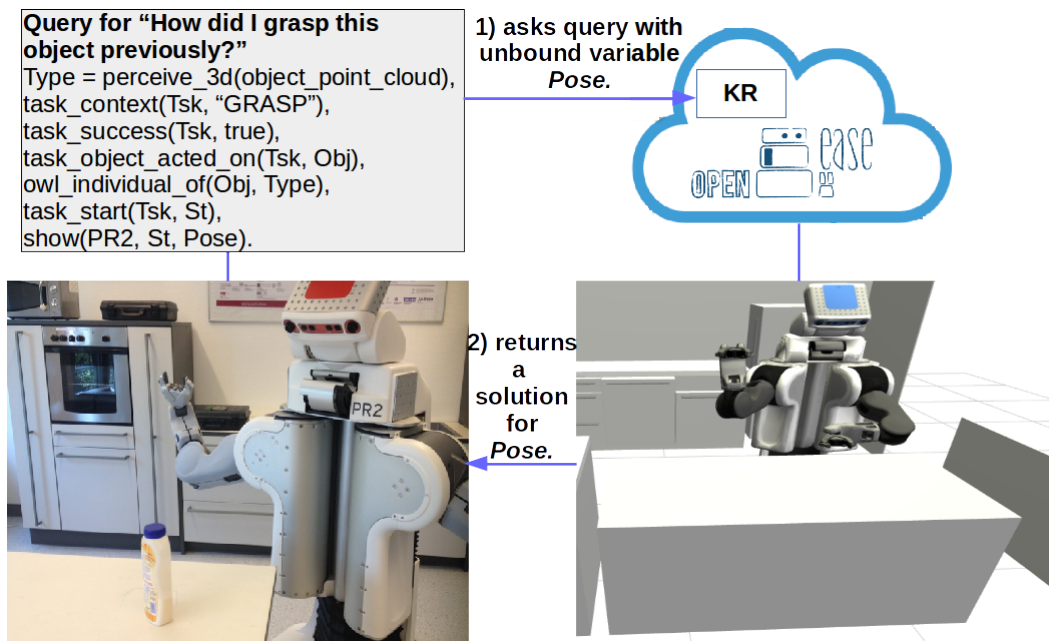 Query for “How did I grasp this
object previously?”
Type = perceive_3d(object_point_cloud),
task_context(Tsk, “GRASP”),
task_success(Tsk, true),
task_object_acted_on(Tsk, Obj),
owl_individual_of(Obj, Type),
task_start(Tsk, St),
show(PR2, St, Pose).
1) asks query with
unbound variable
Pose.
KR
OPEN ease
2) returns
a
solution
for
Pose.
PR2